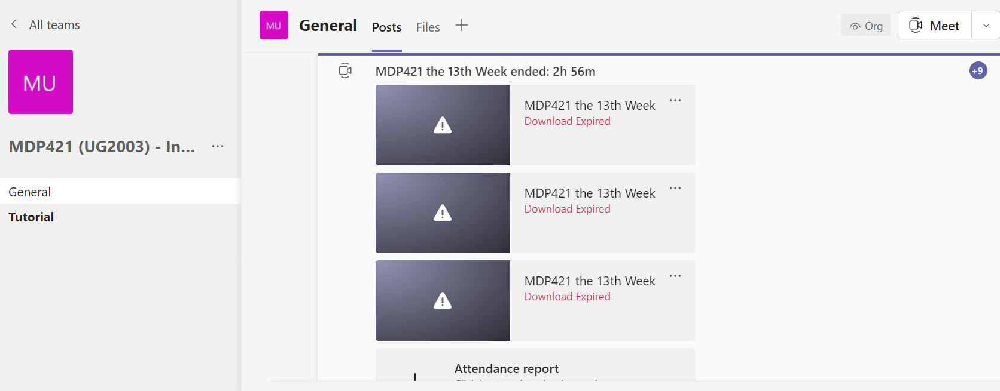 All teams
MU
MDP421 (UG2003) - In...
General
Tutorial
MU
General
Posts
Files
Org
Meet
MDP421 the 13th Week ended: 2h 56m
+9
MDP421 the 13th Week
Download Expired
MDP421 the 13th Week
Download Expired
MDP421 the 13th Week
Download Expired
Attendance report